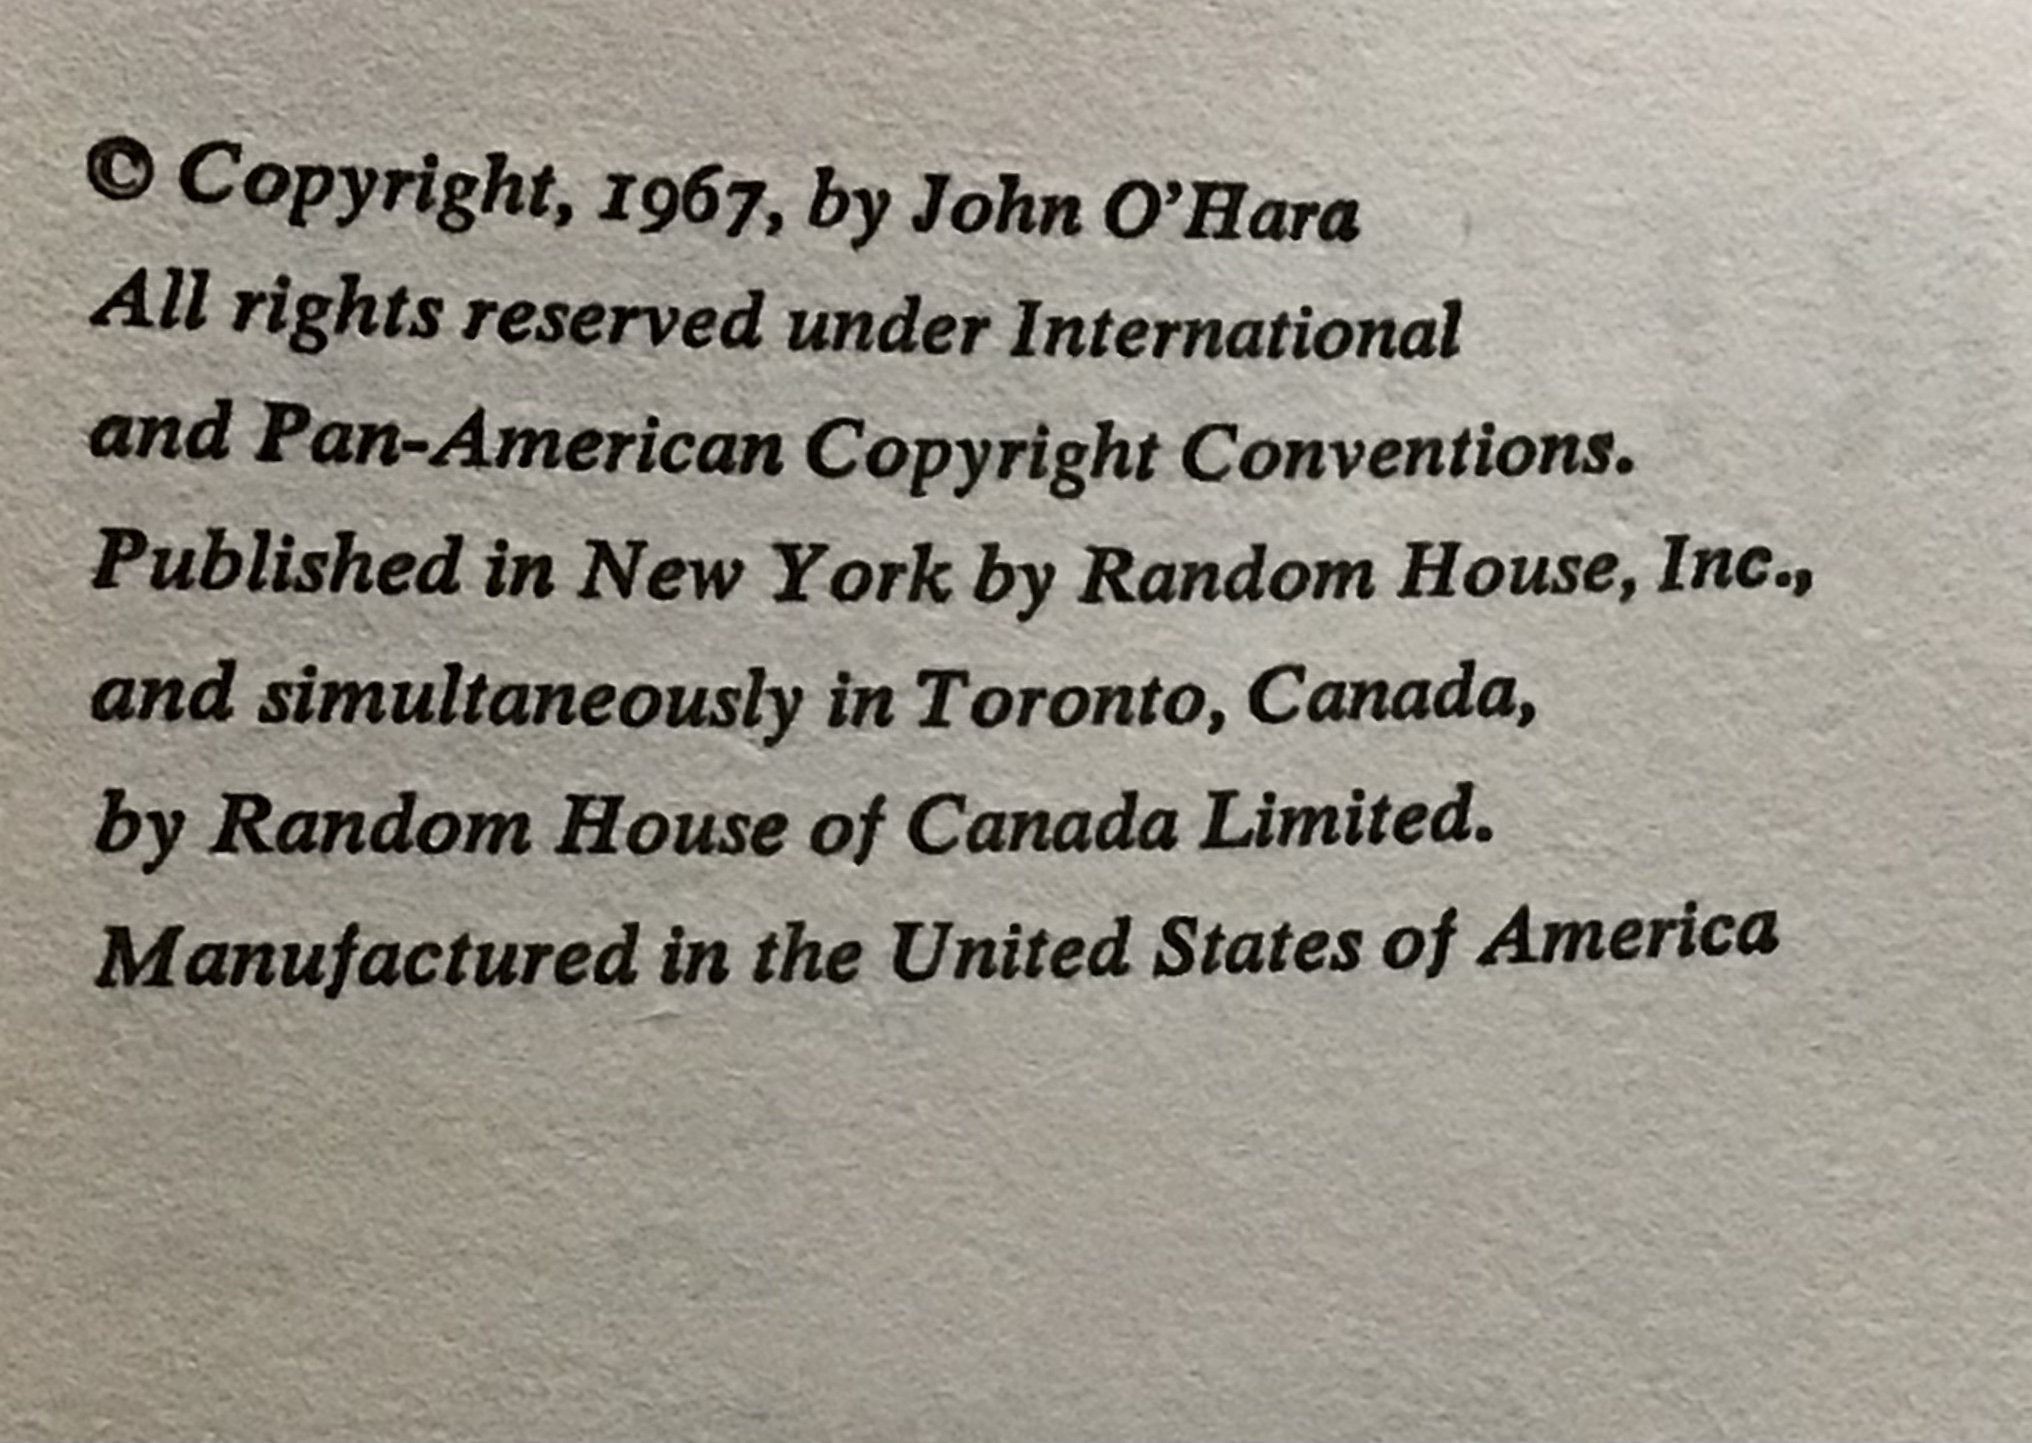 © Copyright, 1967, by John O'Hara
All rights reserved under International
and Pan-American Copyright Conventions.
Published in New York by Random House, Inc.,
and simultaneously in Toronto, Canada,
by Random House of Canada Limited.
Manufactured in the United States of America